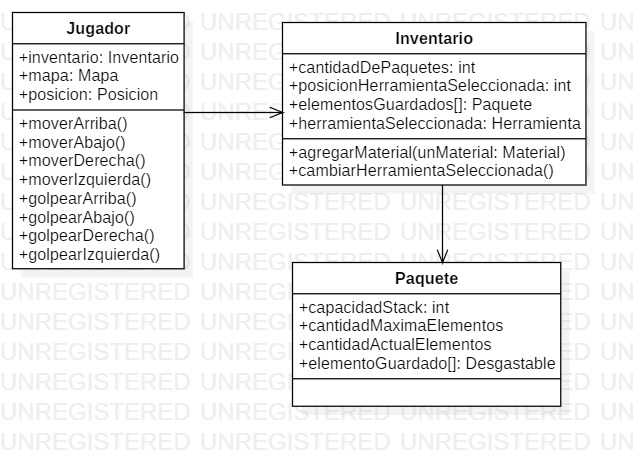 Jugador
+inventario: Inventario
+mapa: Mapa
+posicion: Posicion
+moverArriba()
+moverAbajo()
+moverDerecha()
+moverIzquierda()
+golpearArriba()
+golpearAbajo()
+golpearDerecha()
+golpearIzquierda()
Inventario
+cantidadDePaquetes: int
+posicionHerramientaSeleccionada: int
+elementosGuardados[]: Paquete
+herramientaSeleccionada: Herramienta
+agregarMaterial(unMaterial: Material)
+cambiarHerramientaSeleccionada()
Paquete
+capacidadStack: int
+cantidadMaximaElementos
+cantidadActualElementos
+elementoGuardado[]: Desgastable
UNREGISTERED UNREGISTERED UNREGISTERED